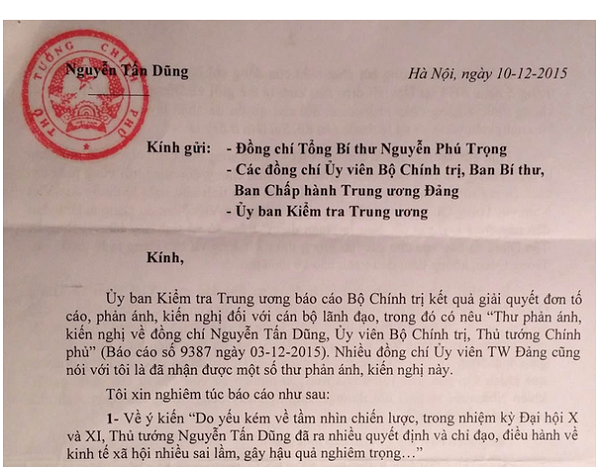 THỦ TƯỚNG CHÍNH PHỦ
Nguyễn Tấn Dũng
Hà Nội, ngày 10-12-2015
Kính gửi: - Đồng chí Tổng Bí thư Nguyễn Phú Trọng
- Các đồng chí Ủy viên Bộ Chính trị, Ban Bí thư,
Ban Chấp hành Trung ương Đảng
- Ủy ban Kiểm tra Trung ương
Kính,
Ủy ban Kiểm tra Trung ương báo cáo Bộ Chính trị kết quả giải quyết đơn tố
cáo, phản ánh, kiến nghị đối với cán bộ lãnh đạo, trong đó có nêu “Thư phản ánh,
kiến nghị về đồng chí Nguyễn Tấn Dũng, Ủy viên Bộ Chính trị, Thủ tướng Chính
phủ” (Báo cáo số 9387 ngày 03-12-2015). Nhiều đồng chí Ủy viên TW Đảng cũng
nói với tôi là đã nhận được một số thư phản ánh, kiến nghị này.
Tôi xin nghiêm túc báo cáo như sau:
1- Về ý kiến “Do yếu kém về tầm nhìn chiến lược, trong nhiệm kỳ Đại hội X
và XI, Thủ tướng Nguyễn Tấn Dũng đã ra nhiều quyết định và chỉ đạo, điều hành về
kinh tế xã hội nhiều sai lầm, gây hậu quả nghiêm trọng…”